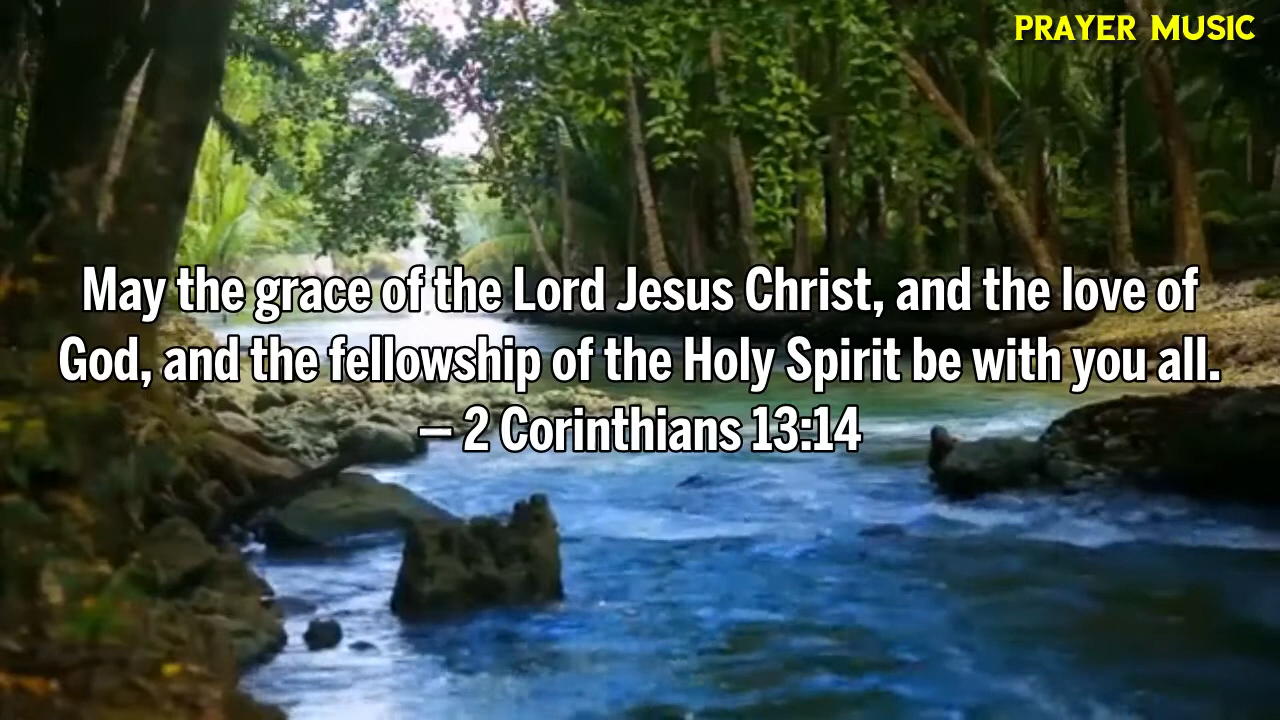 PRAYER MUSIC
May the grace of the Lord Jesus Christ, and the love of
God, and the fellowship of the Holy Spirit be with you all.
– 2 Corinthians 13:14